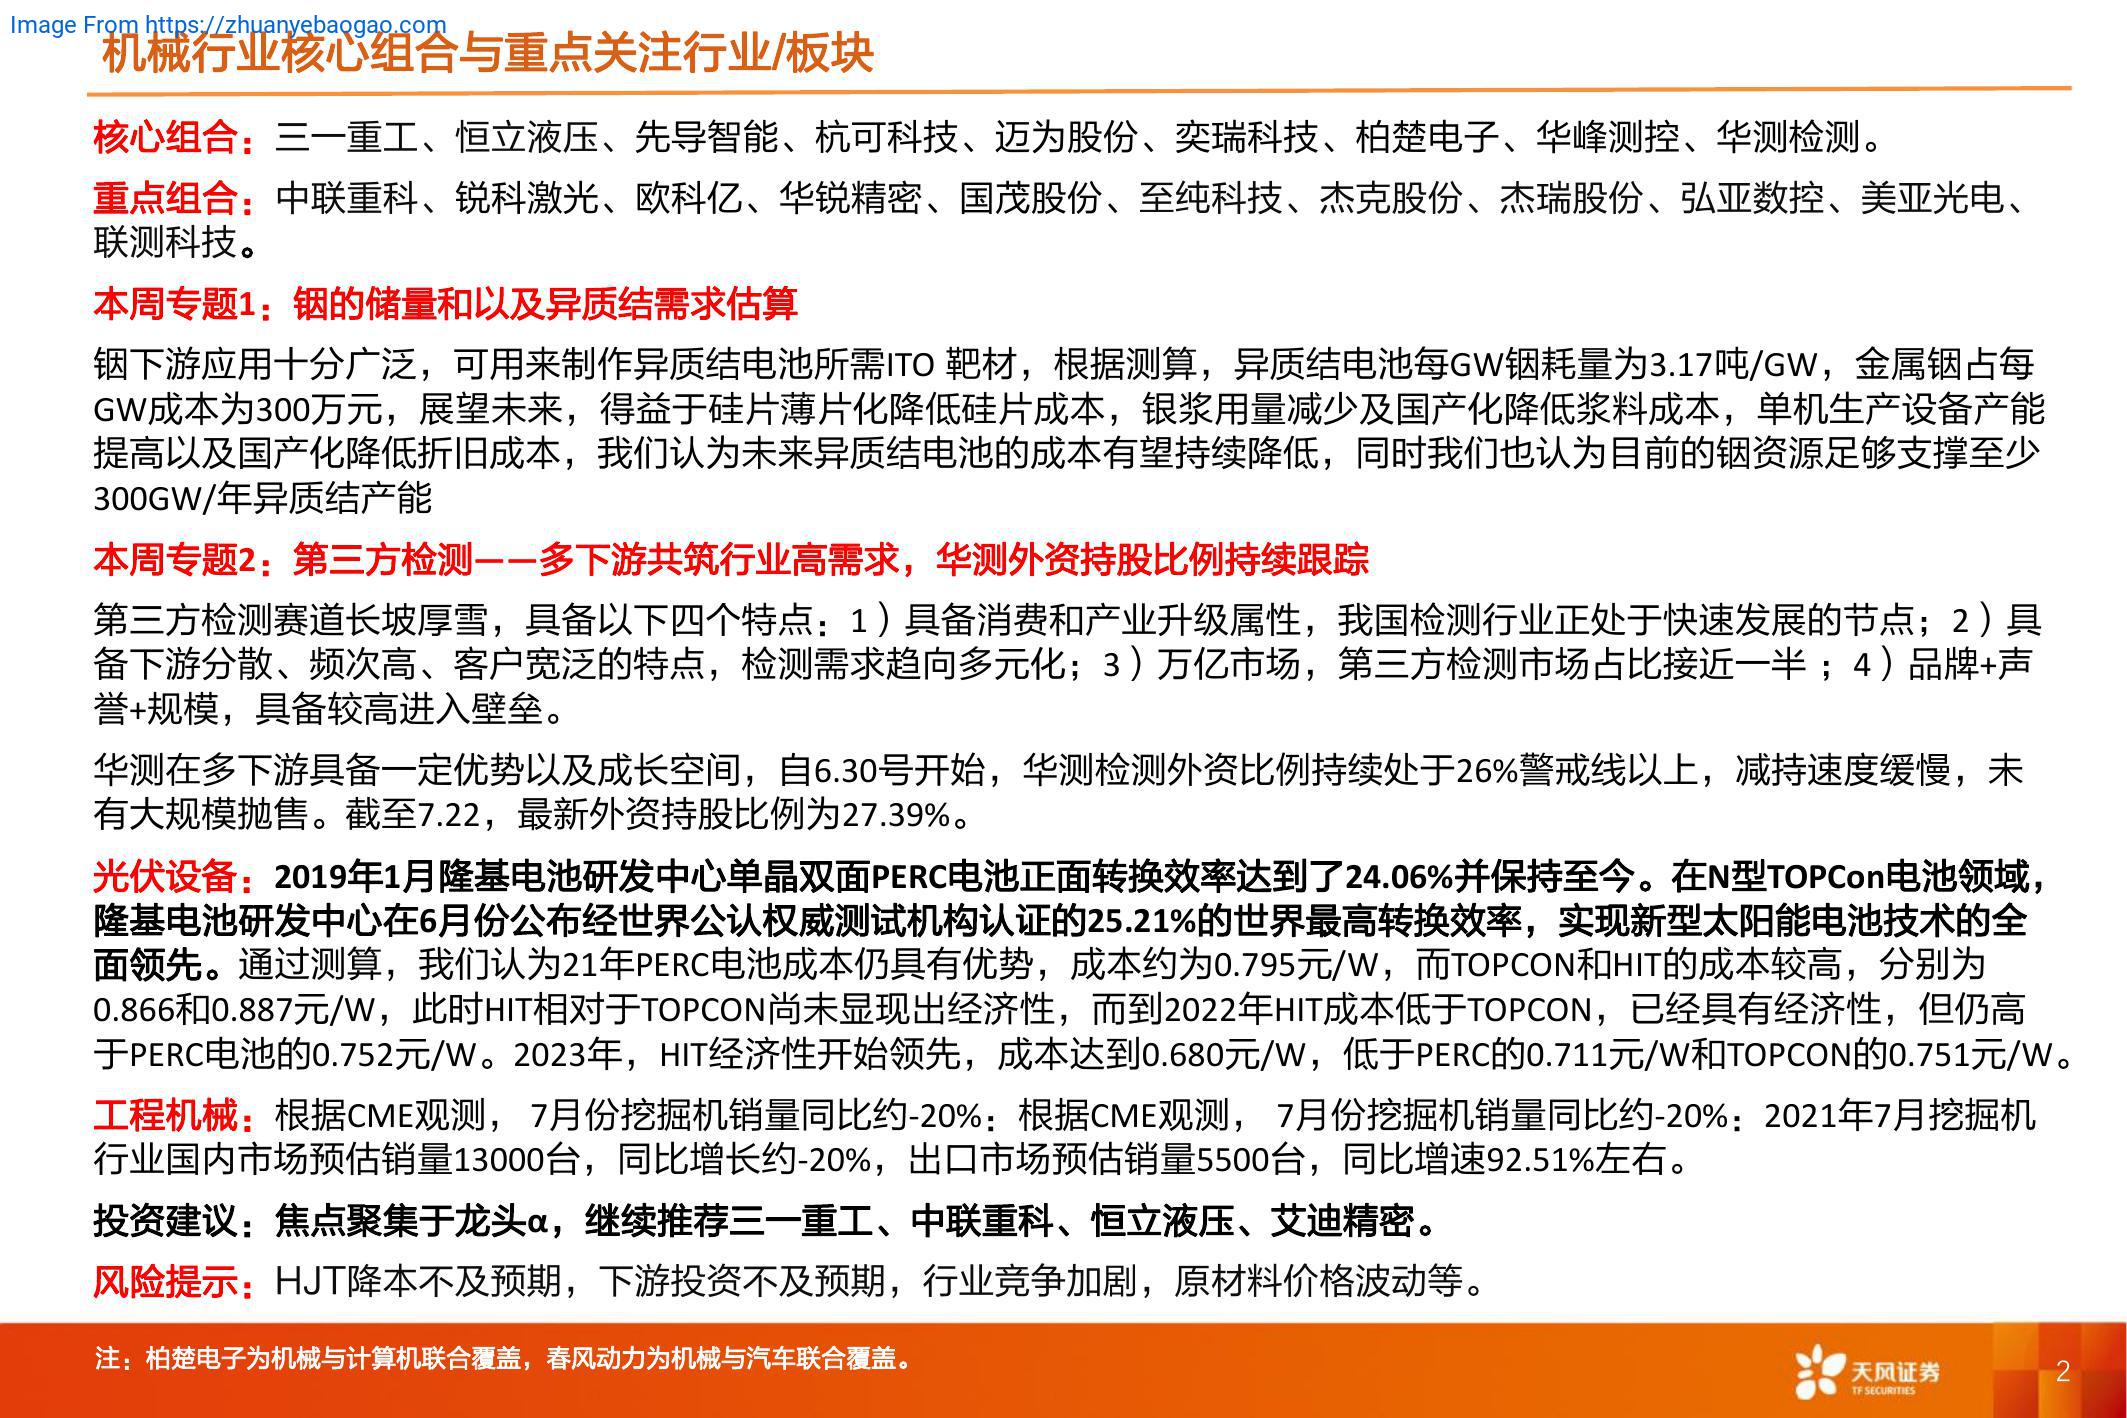 Image From https://zhuanyebaogao.com
机械行业核心组合与重点关注行业/板块
核心组合：三一重工、恒立液压、先导智能、杭可科技、迈为股份、奕瑞科技、柏楚电子、华峰测控、华测检测。
重点组合：中联重科、锐科激光、欧科亿、华锐精密、国茂股份、至纯科技、杰克股份、杰瑞股份、弘亚数控、美亚光电、
联测科技。
本周专题1：铟的储量和以及异质结需求估算
铟下游应用十分广泛，可用来制作异质结电池所需ITO 靶材，根据测算，异质结电池每GW铟耗量为3.17吨/GW，金属铟占每
GW成本为300万元，展望未来，得益于硅片薄片化降低硅片成本，银浆用量减少及国产化降低浆料成本，单机生产设备产能
提高以及国产化降低折旧成本，我们认为未来异质结电池的成本有望持续降低，同时我们也认为目前的铟资源足够支撑至少
300GW/年异质结产能
本周专题2：第三方检测——多下游共筑行业高需求，华测外资持股比例持续跟踪
第三方检测赛道长坡厚雪，具备以下四个特点：1）具备消费和产业升级属性，我国检测行业正处于快速发展的节点；2）具
备下游分散、频次高、客户宽泛的特点，检测需求趋向多元化；3）万亿市场，第三方检测市场占比接近一半 ；4）品牌+声
誉+规模，具备较高进入壁垒。
华测在多下游具备一定优势以及成长空间，自6.30号开始，华测检测外资比例持续处于26%警戒线以上，减持速度缓慢，未
有大规模抛售。截至7.22，最新外资持股比例为27.39%。
光伏设备：2019年1月隆基电池研发中心单晶双面PERC电池正面转换效率达到了24.06%并保持至今。在N型TOPCon电池领域，
隆基电池研发中心在6月份公布经世界公认权威测试机构认证的25.21%的世界最高转换效率，实现新型太阳能电池技术的全
面领先。通过测算，我们认为21年PERC电池成本仍具有优势，成本约为0.795元/W，而TOPCON和HIT的成本较高，分别为
0.866和0.887元/W，此时HIT相对于TOPCON尚未显现出经济性，而到2022年HIT成本低于TOPCON，已经具有经济性，但仍高
于PERC电池的0.752元/W。2023年，HIT经济性开始领先，成本达到0.680元/W，低于PERC的0.711元/W和TOPCON的0.751元/W。
工程机械：根据CME观测， 7月份挖掘机销量同比约-20%：根据CME观测， 7月份挖掘机销量同比约-20%：2021年7月挖掘机
行业国内市场预估销量13000台，同比增长约-20%，出口市场预估销量5500台，同比增速92.51%左右。
投资建议：焦点聚集于龙头α，继续推荐三一重工、中联重科、恒立液压、艾迪精密。
风险提示：HJT降本不及预期，下游投资不及预期，行业竞争加剧，原材料价格波动等。
注：柏楚电子为机械与计算机联合覆盖，春风动力为机械与汽车联合覆盖。
天风证券
TF SECURITIES
2